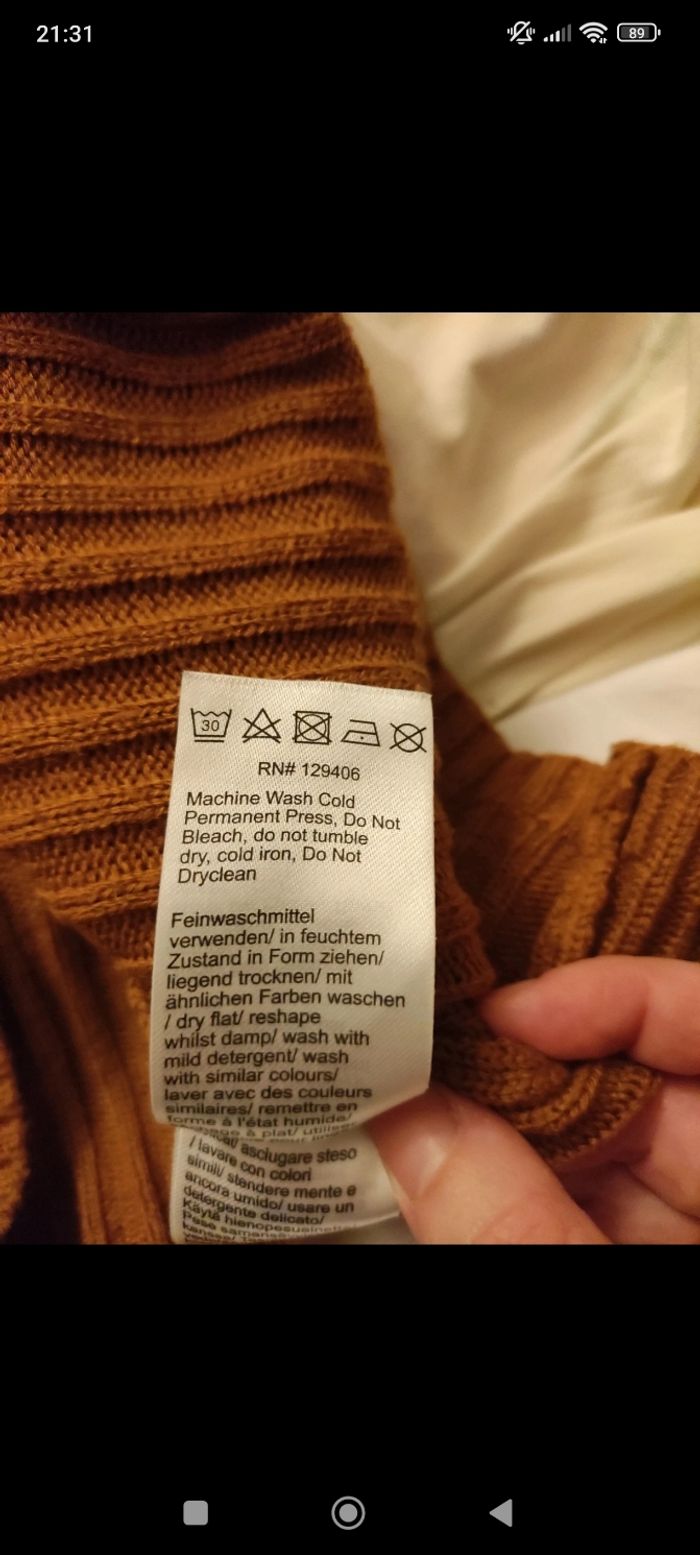 21:31
89
30
RN# 129406
Machine Wash Cold
Permanent Press, Do Not
Bleach, do not tumble
dry, cold iron, Do Not
Dryclean
Feinwaschmittel
verwenden/ in feuchtem
Zustand in Form ziehen/
liegend trocknen/ mit
ähnlichen Farben waschen
/ dry flat/ reshape
whilst damp/ wash with
mild detergent/ wash
with similar colours/
laver avec des couleurs
similaires/ remettre en
forme à l'état humide/
à plat/
asciugare steso
/ lavare con colori
simili/ stendere mente e
ancora umido/ usare un
detergente delicato/
Käytä hienopesuainetta/